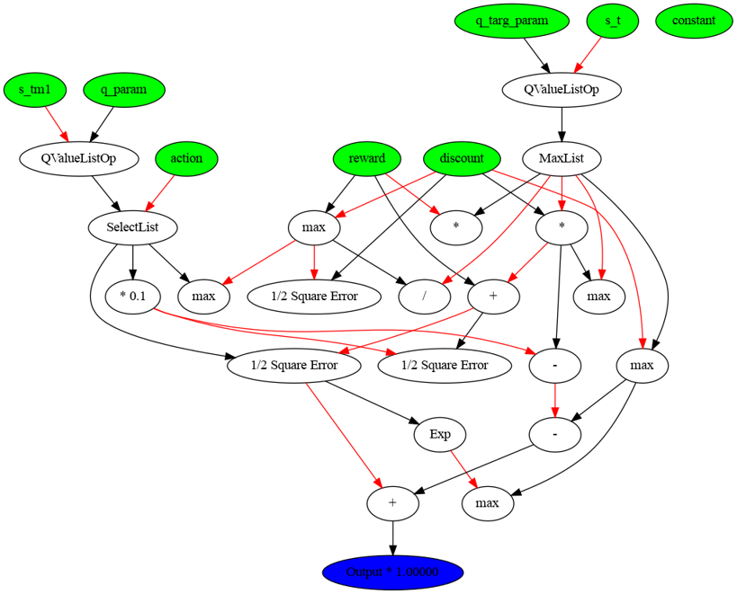 q_targ_param
s_t
constant
s_tm1
q_param
QValueListOp
QValueListOp
action
reward
discount
MaxList
SelectList
max
*
*
* 0.1
max
1/2 Square Error
/
+
max
1/2 Square Error
1/2 Square Error
-
max
Exp
-
+
max
Output * 1.00000